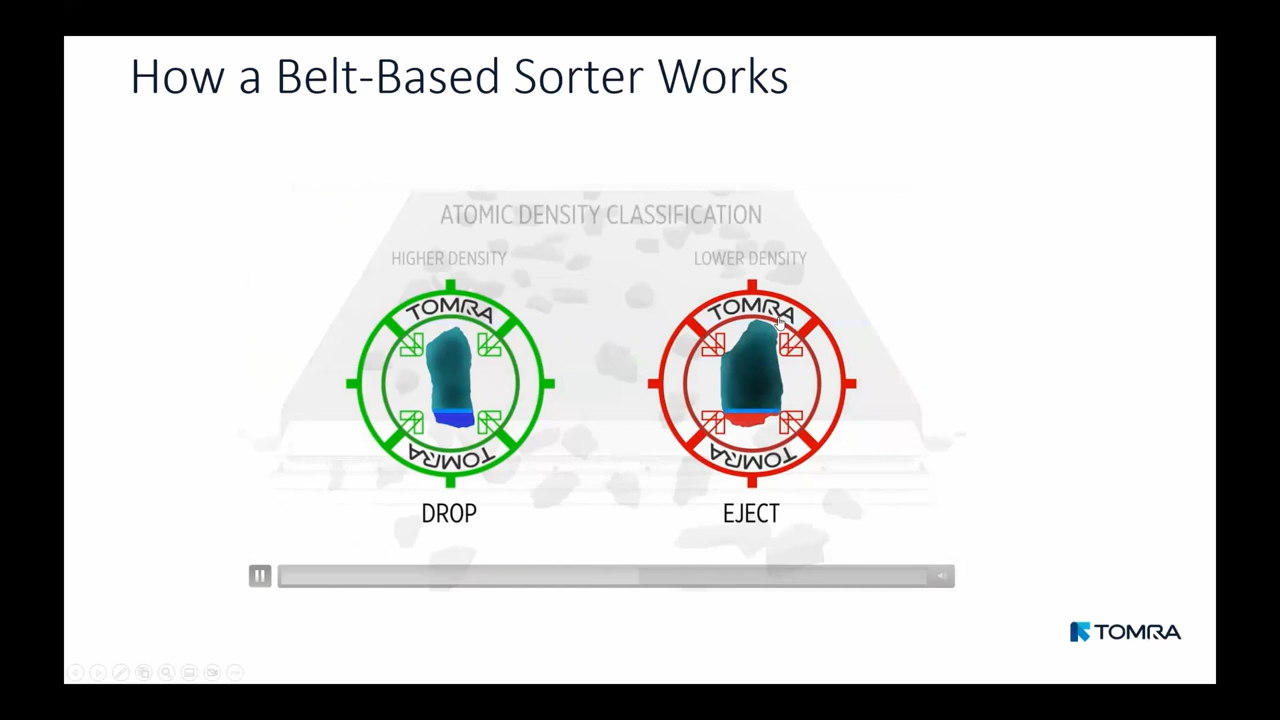 How a Belt-Based Sorter Works
ATOMIC DENSITY CLASSIFICATION
HIGHER DENSITY
LOWER DENSITY
TOMRA
TOMRA
TOMRA
TOMRA
DROP
EJECT
TOMRA